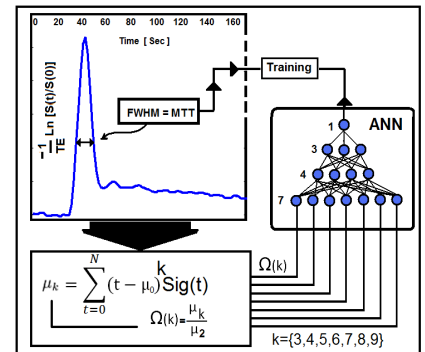 0 20 40 60 80 100 120 140 160
Time [ Sec ]
-1/TE Ln [S(t)/S(0)]
FWHM = MTT
Training
ANN
1
3
4
7
μₖ = ∑_{t=0}^{N} (t − μ₀)ᵏ Sig(t)
Ω(k)=μₖ/μ₂
Ω(k)
k={3,4,5,6,7,8,9}